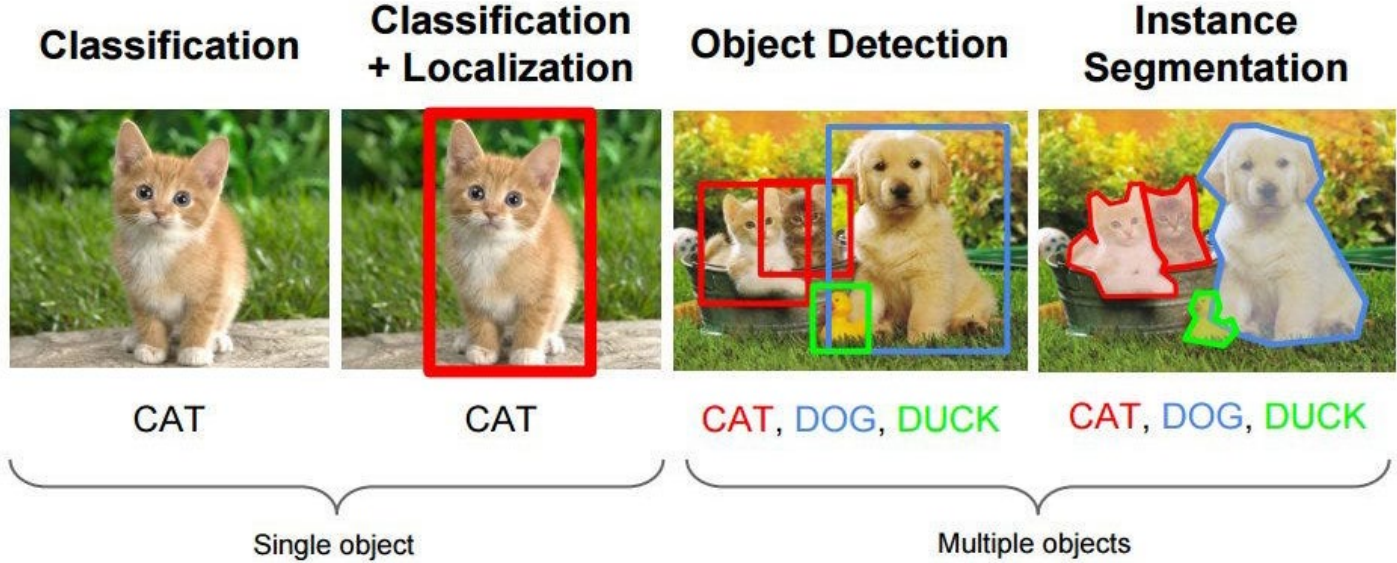 Classification
Classification
+ Localization
Object Detection
Instance
Segmentation
CAT
CAT
CAT, DOG, DUCK
CAT, DOG, DUCK
Single object
Multiple objects